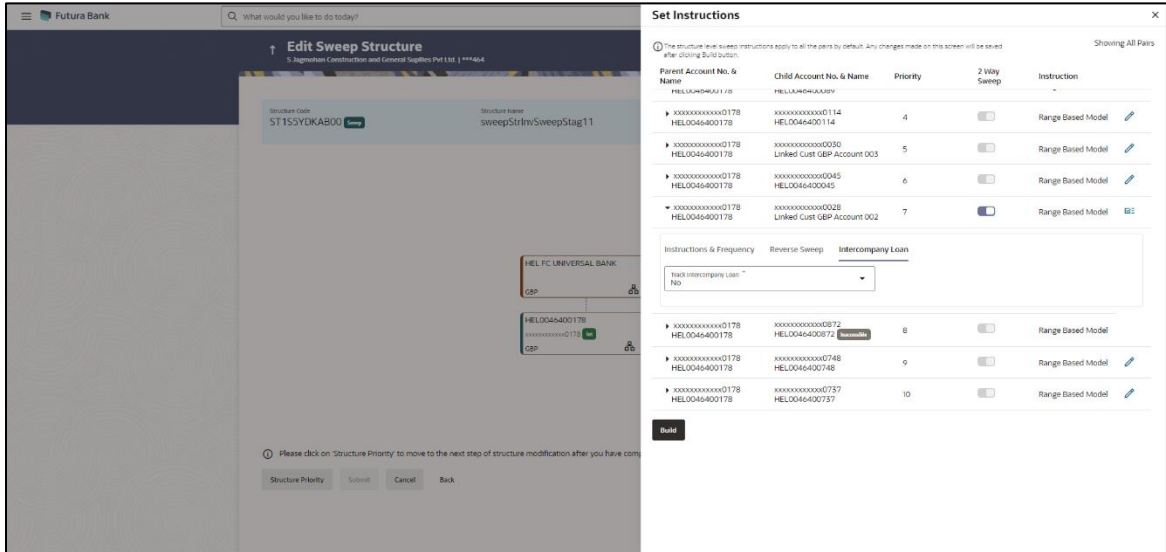 Futura Bank
What would you like to do today?
Edit Sweep Structure
S Jagmohan Construction and General Supllies Pvt Ltd. | ***464
Structure Code
ST1S5YDKAB00 Sweep
Structure Name
sweepStrInvSweepStag11
HEL FC UNIVERSAL BANK
GBP
HEL0046400178
xxxxxxxxxxxx0178 Int
GBP
Please click on 'Structure Priority' to move to the next step of structure modification after you have com
Structure Priority
Submit
Cancel
Back
Set Instructions
The structure level sweep instructions apply to all the pairs by default. Any changes made on this screen will be saved
after clicking Build button.
Showing All Pairs
Parent Account No. &
Name
Child Account No. & Name
Priority
2 Way
Sweep
Instruction
HEL0046400178 HEL0046400089
xxxxxxxxxxxx0178 xxxxxxxxxxxx0114
HEL0046400178 HEL0046400114 4 Range Based Model
xxxxxxxxxxxx0178 xxxxxxxxxxxx0030
HEL0046400178 Linked Cust GBP Account 003 5 Range Based Model
xxxxxxxxxxxx0178 xxxxxxxxxxxx0045
HEL0046400178 HEL0046400045 6 Range Based Model
xxxxxxxxxxxx0178 xxxxxxxxxxxx0028
HEL0046400178 Linked Cust GBP Account 002 7 Range Based Model
Instructions & Frequency Reverse Sweep Intercompany Loan
Track Intercompany Loan
No
xxxxxxxxxxxx0178 xxxxxxxxxxxx0872
HEL0046400178 HEL0046400872 Inaccessible 8 Range Based Model
xxxxxxxxxxxx0178 xxxxxxxxxxxx0748
HEL0046400178 HEL0046400748 9 Range Based Model
xxxxxxxxxxxx0178 xxxxxxxxxxxx0737
HEL0046400178 HEL0046400737 10 Range Based Model
Build